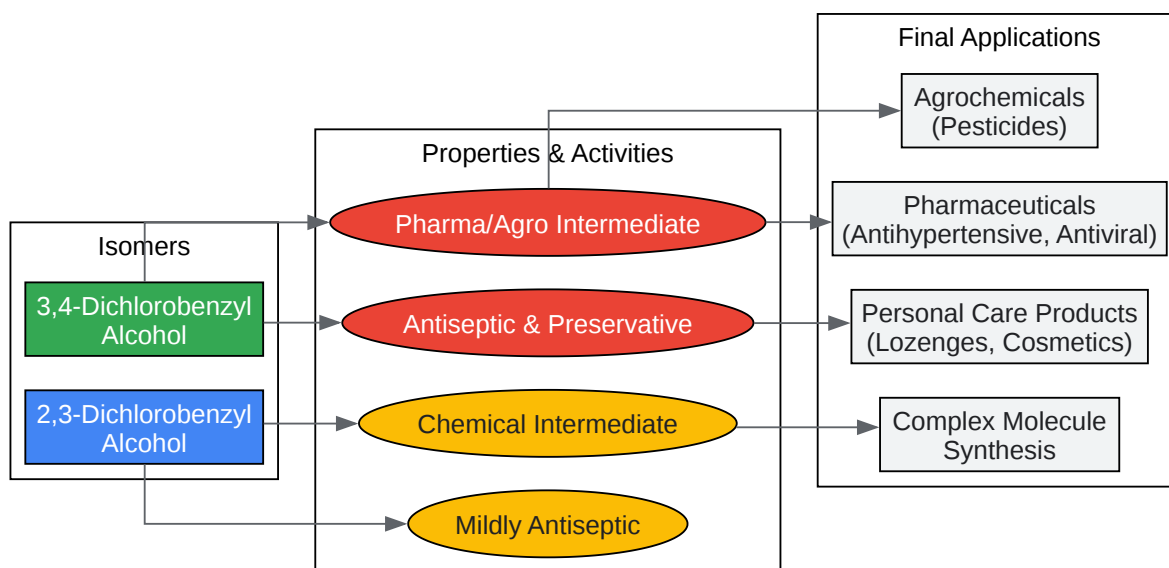 Isomers
3,4-Dichlorobenzyl
Alcohol
2,3-Dichlorobenzyl
Alcohol
Properties & Activities
Pharma/Agro Intermediate
Antiseptic & Preservative
Chemical Intermediate
Mildly Antiseptic
Final Applications
Agrochemicals
(Pesticides)
Pharmaceuticals
(Antihypertensive, Antiviral)
Personal Care Products
(Lozenges, Cosmetics)
Complex Molecule
Synthesis